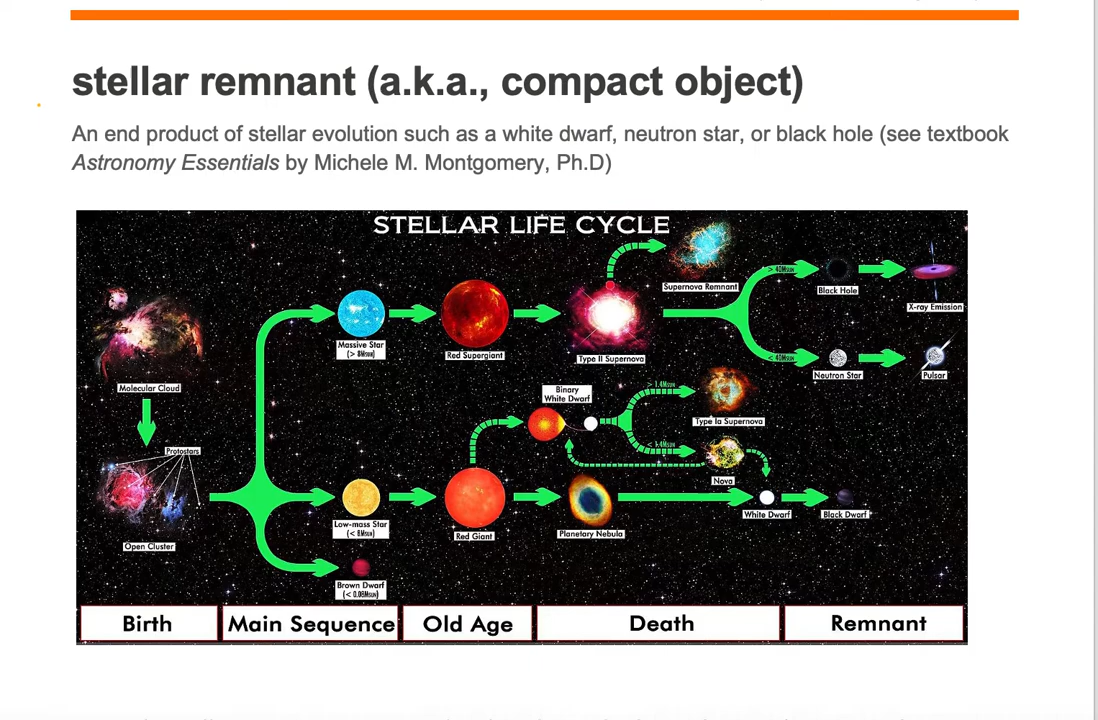 stellar remnant (a.k.a., compact object)
An end product of stellar evolution such as a white dwarf, neutron star, or black hole (see textbook
Astronomy Essentials by Michele M. Montgomery, Ph.D)
STELLAR LIFE CYCLE
Supernova Remnant
> 40Msun
Black Hole
X-ray Emission
Massive Star
(> 8Msun)
Red Supergiant
Type II Supernova
< 40Msun
Neutron Star
Pulsar
Molecular Cloud
Binary
White Dwarf
> 1.4Msun
Type Ia Supernova
< 1.4Msun
Protostars
Nova
Low-mass Star
(< 8Msun)
Red Giant
Planetary Nebula
White Dwarf
Black Dwarf
Open Cluster
Brown Dwarf
(< 0.08Msun)
Birth
Main Sequence
Old Age
Death
Remnant